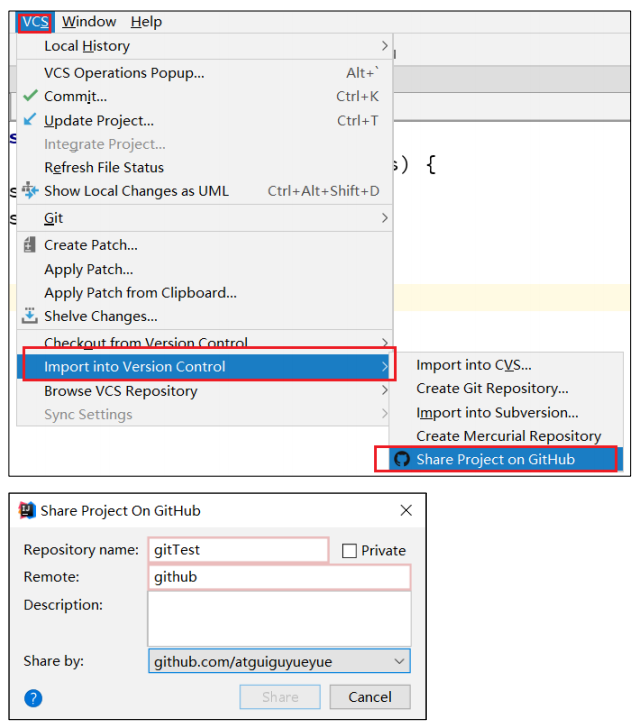 VCS Window Help
Local History >
VCS Operations Popup... Alt+`
Commit... Ctrl+K
Update Project... Ctrl+T
Integrate Project...
Refresh File Status
s) {
Show Local Changes as UML Ctrl+Alt+Shift+D
Git >
Create Patch...
Apply Patch...
Apply Patch from Clipboard...
Shelve Changes...
Checkout from Version Control >
Import into Version Control >
Import into CVS...
Browse VCS Repository >
Create Git Repository...
Sync Settings >
Import into Subversion...
Create Mercurial Repository
Share Project on GitHub
Share Project On GitHub
Repository name: gitTest Private
Remote: github
Description:
Share by: github.com/atguiguyueyue
? Share Cancel